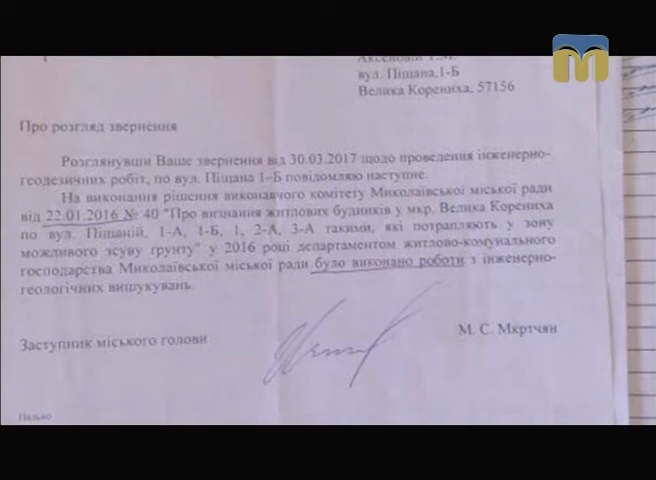 Аксеновій Т.М.
вул. Піщана,1-Б
Велика Корениха, 57156
Про розгляд звернення
Розглянувши Ваше звернення від 30.03.2017 щодо проведення інженерно-
геодезичних робіт, по вул. Піщана 1–Б повідомляю наступне.
На виконання рішення виконавчого комітету Миколаївської міської ради
від 22.01.2016 № 40 "Про визнання житлових будинків у мкр. Велика Корениха
по вул. Піщаній, 1-А, 1-Б, 1, 2-А, 3-А такими, які потрапляють у зону
можливого зсуву ґрунту" у 2016 році департаментом житлово-комунального
господарства Миколаївської міської ради було виконано роботи з інженерно-
геологічних вишукувань.
Заступник міського голови
М. С. Мкртчян